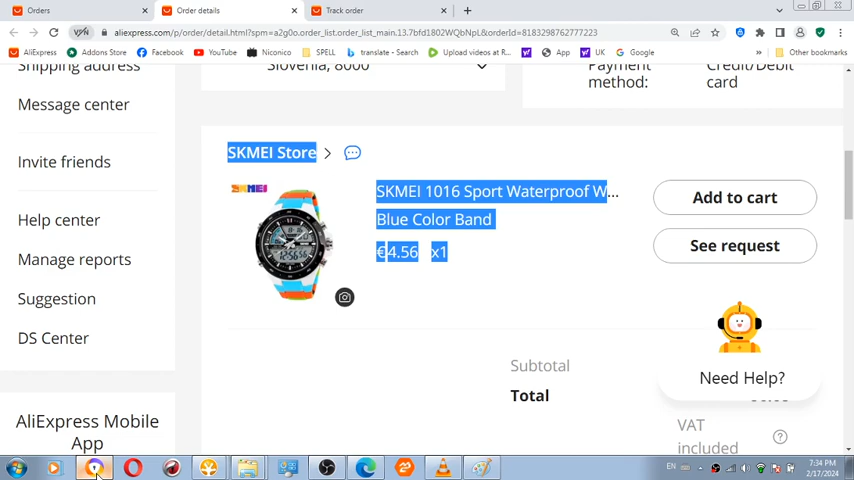 Orders
Order details
Track order
aliexpress.com/p/order/detail.html?spm=a2g0o.order_list.order_list_main.13.7bfd1802WQbNpL&orderId=8183298762777223
AliExpress
Addons Store
Facebook
YouTube
Niconico
SPELL
translate - Search
Upload videos at R...
App
UK
Google
Other bookmarks
Shipping address
Message center
Invite friends
Help center
Manage reports
Suggestion
DS Center
AliExpress Mobile
App
Slovenia, 8000
Payment
method:
Credit/Debit
card
SKMEI Store
SKMEI
SKMEI 1016 Sport Waterproof W...
Blue Color Band
€4.56 x1
Add to cart
See request
Subtotal
Total
VAT
included
Need Help?
EN
7:34 PM
2/17/2024